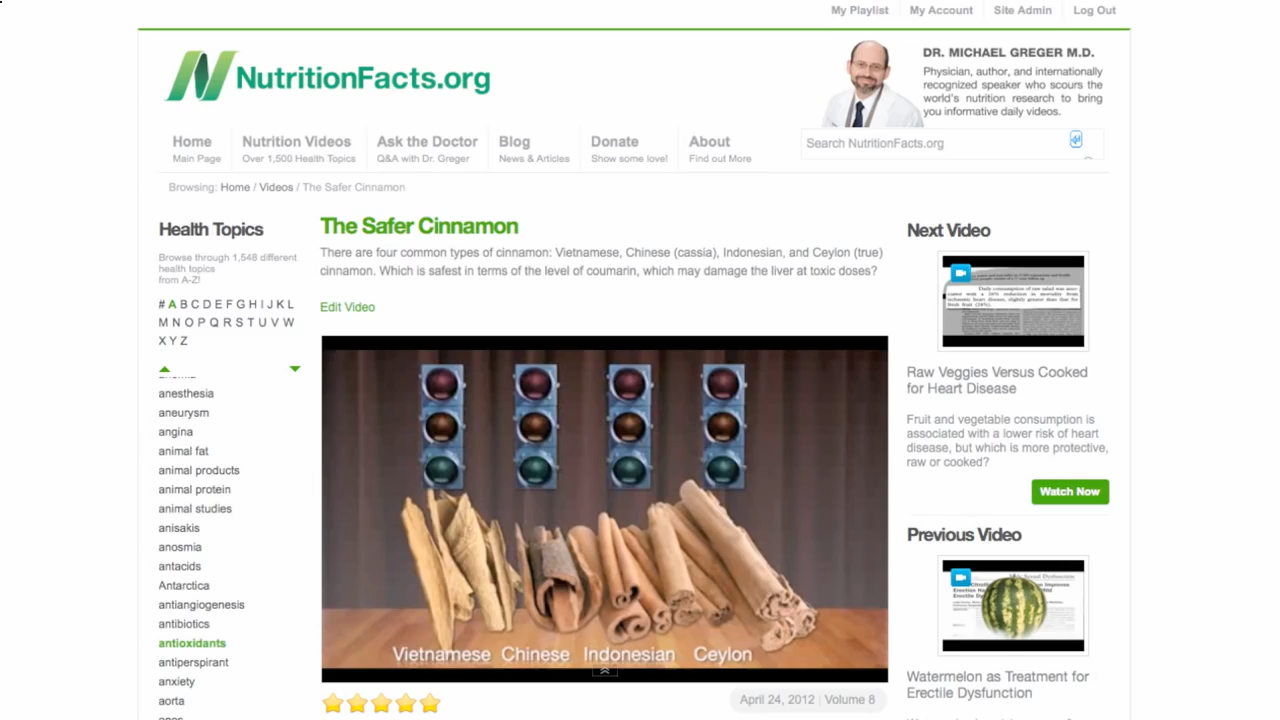 My Playlist
My Account
Site Admin
Log Out
NutritionFacts.org
DR. MICHAEL GREGER M.D.
Physician, author, and internationally
recognized speaker who scours the
world's nutrition research to bring
you informative daily videos.
Home
Main Page
Nutrition Videos
Over 1,500 Health Topics
Ask the Doctor
Q&A with Dr. Greger
Blog
News & Articles
Donate
Show some love!
About
Find out More
Search NutritionFacts.org
Browsing: Home / Videos / The Safer Cinnamon
Health Topics
Browse through 1,548 different
health topics
from A-Z!
# A B C D E F G H I J K L
M N O P Q R S T U V W
X Y Z
anesthesia
aneurysm
angina
animal fat
animal products
animal protein
animal studies
anisakis
anosmia
antacids
Antarctica
antiangiogenesis
antibiotics
antioxidants
antiperspirant
anxiety
aorta
The Safer Cinnamon
There are four common types of cinnamon: Vietnamese, Chinese (cassia), Indonesian, and Ceylon (true)
cinnamon. Which is safest in terms of the level of coumarin, which may damage the liver at toxic doses?
Edit Video
Vietnamese Chinese Indonesian Ceylon
April 24, 2012 | Volume 8
Next Video
Daily consumption of raw salad was asso-
Raw Veggies Versus Cooked
for Heart Disease
Fruit and vegetable consumption is
associated with a lower risk of heart
disease, but which is more protective,
raw or cooked?
Watch Now
Previous Video
Watermelon as Treatment for
Erectile Dysfunction